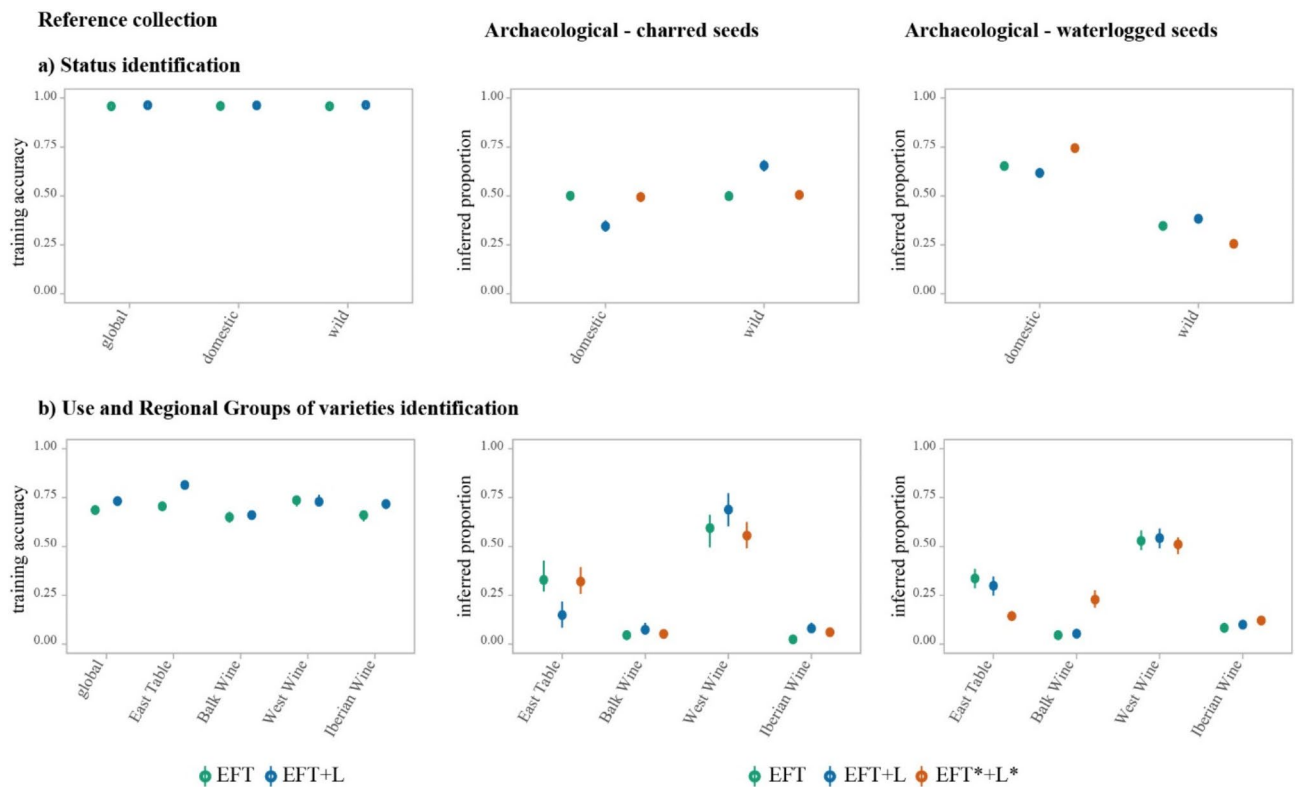 Reference collection
Archaeological - charred seeds
Archaeological - waterlogged seeds
a) Status identification
training accuracy
1.00
0.75
0.50
0.25
0.00
global
domestic
wild
inferred proportion
1.00
0.75
0.50
0.25
0.00
domestic
wild
inferred proportion
1.00
0.75
0.50
0.25
0.00
domestic
wild
b) Use and Regional Groups of varieties identification
training accuracy
1.00
0.75
0.50
0.25
0.00
global
East Table
Balk Wine
West Wine
Iberian Wine
inferred proportion
1.00
0.75
0.50
0.25
0.00
East Table
Balk Wine
West Wine
Iberian Wine
inferred proportion
1.00
0.75
0.50
0.25
0.00
East Table
Balk Wine
West Wine
Iberian Wine
EFT EFT+L
EFT EFT+L EFT*+L*